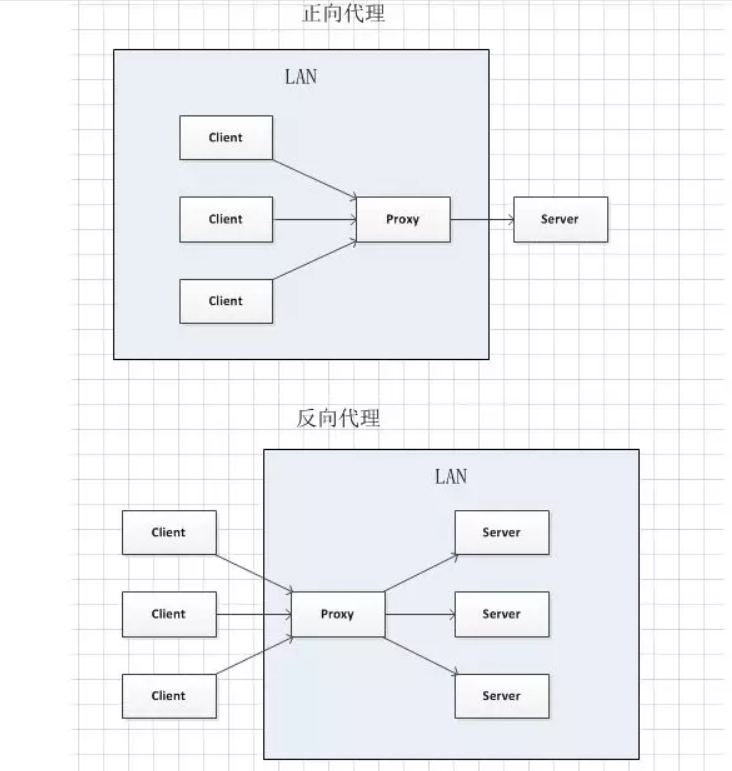 正向代理
LAN
Client
Client
Proxy
Server
Client
反向代理
LAN
Client
Server
Client
Proxy
Server
Client
Server